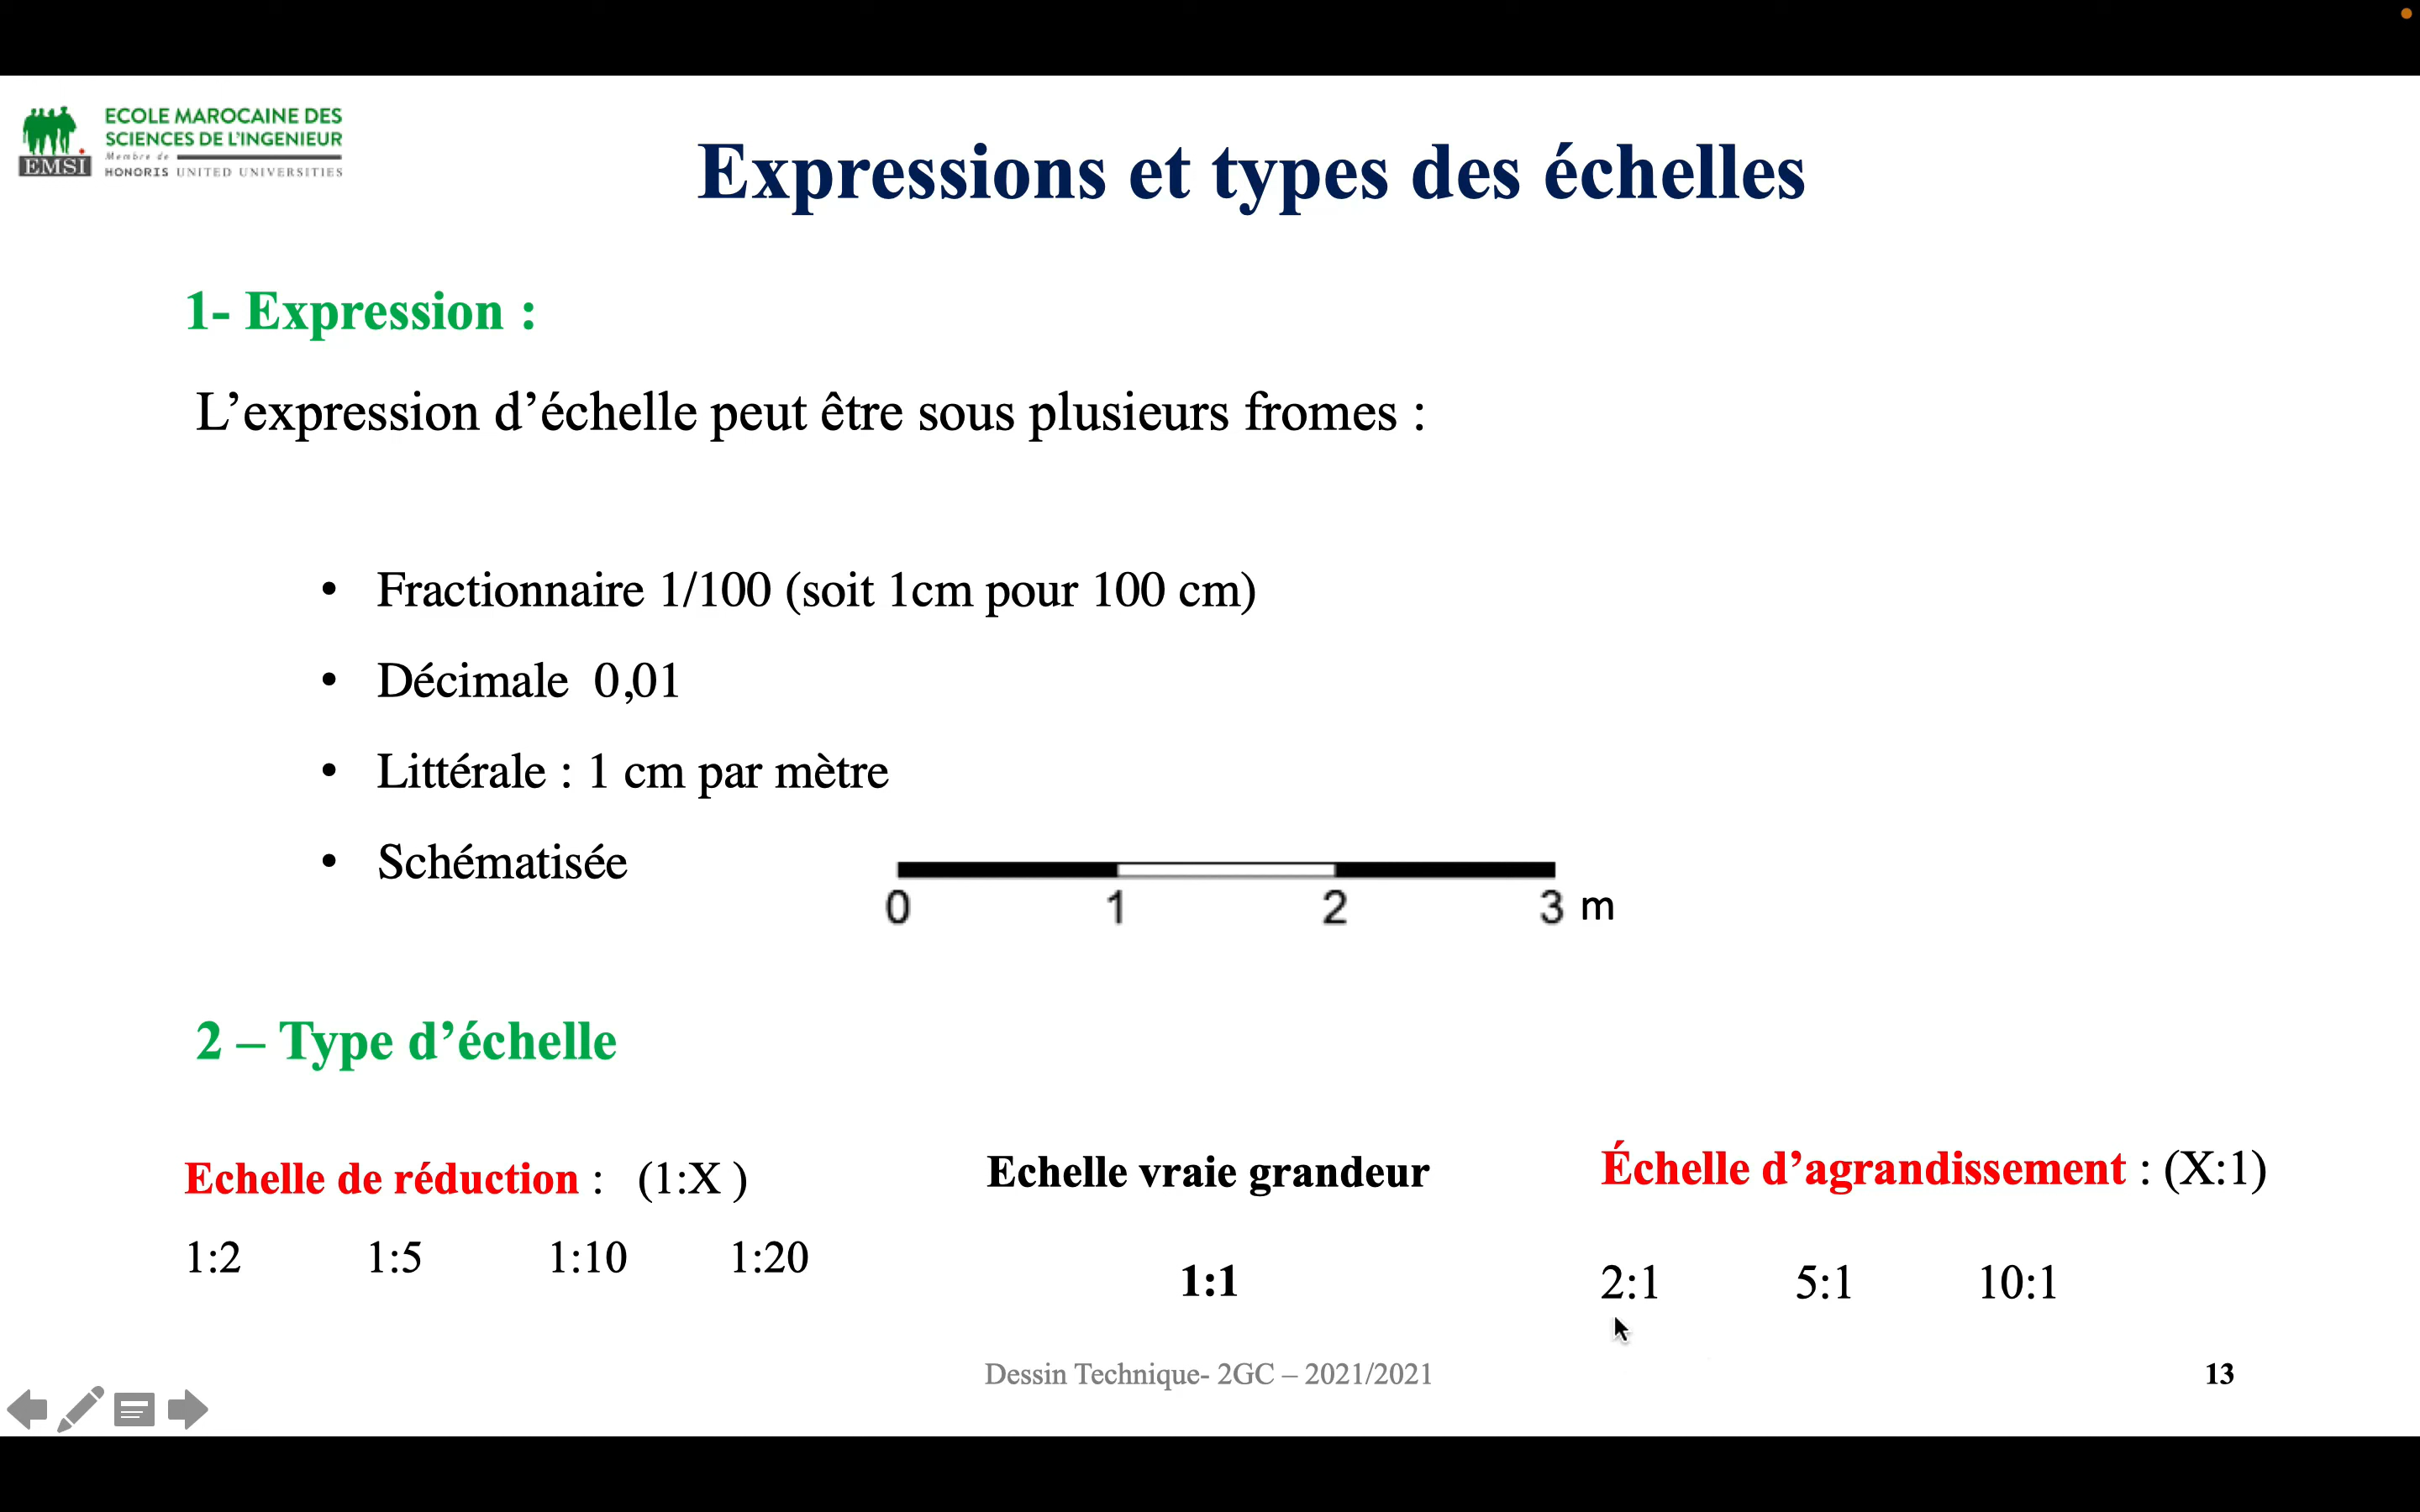 ECOLE MAROCAINE DES
SCIENCES DE L'INGENIEUR
Membre de
EMSI
HONORIS UNITED UNIVERSITIES
Expressions et types des échelles
1- Expression :
L’expression d’échelle peut être sous plusieurs fromes :
• Fractionnaire 1/100 (soit 1cm pour 100 cm)
• Décimale 0,01
• Littérale : 1 cm par mètre
• Schématisée
0 1 2 3 m
2 – Type d’échelle
Echelle de réduction : (1:X )
1:2 1:5 1:10 1:20
Echelle vraie grandeur
1:1
Échelle d’agrandissement : (X:1)
2:1 5:1 10:1
Dessin Technique- 2GC – 2021/2021
13